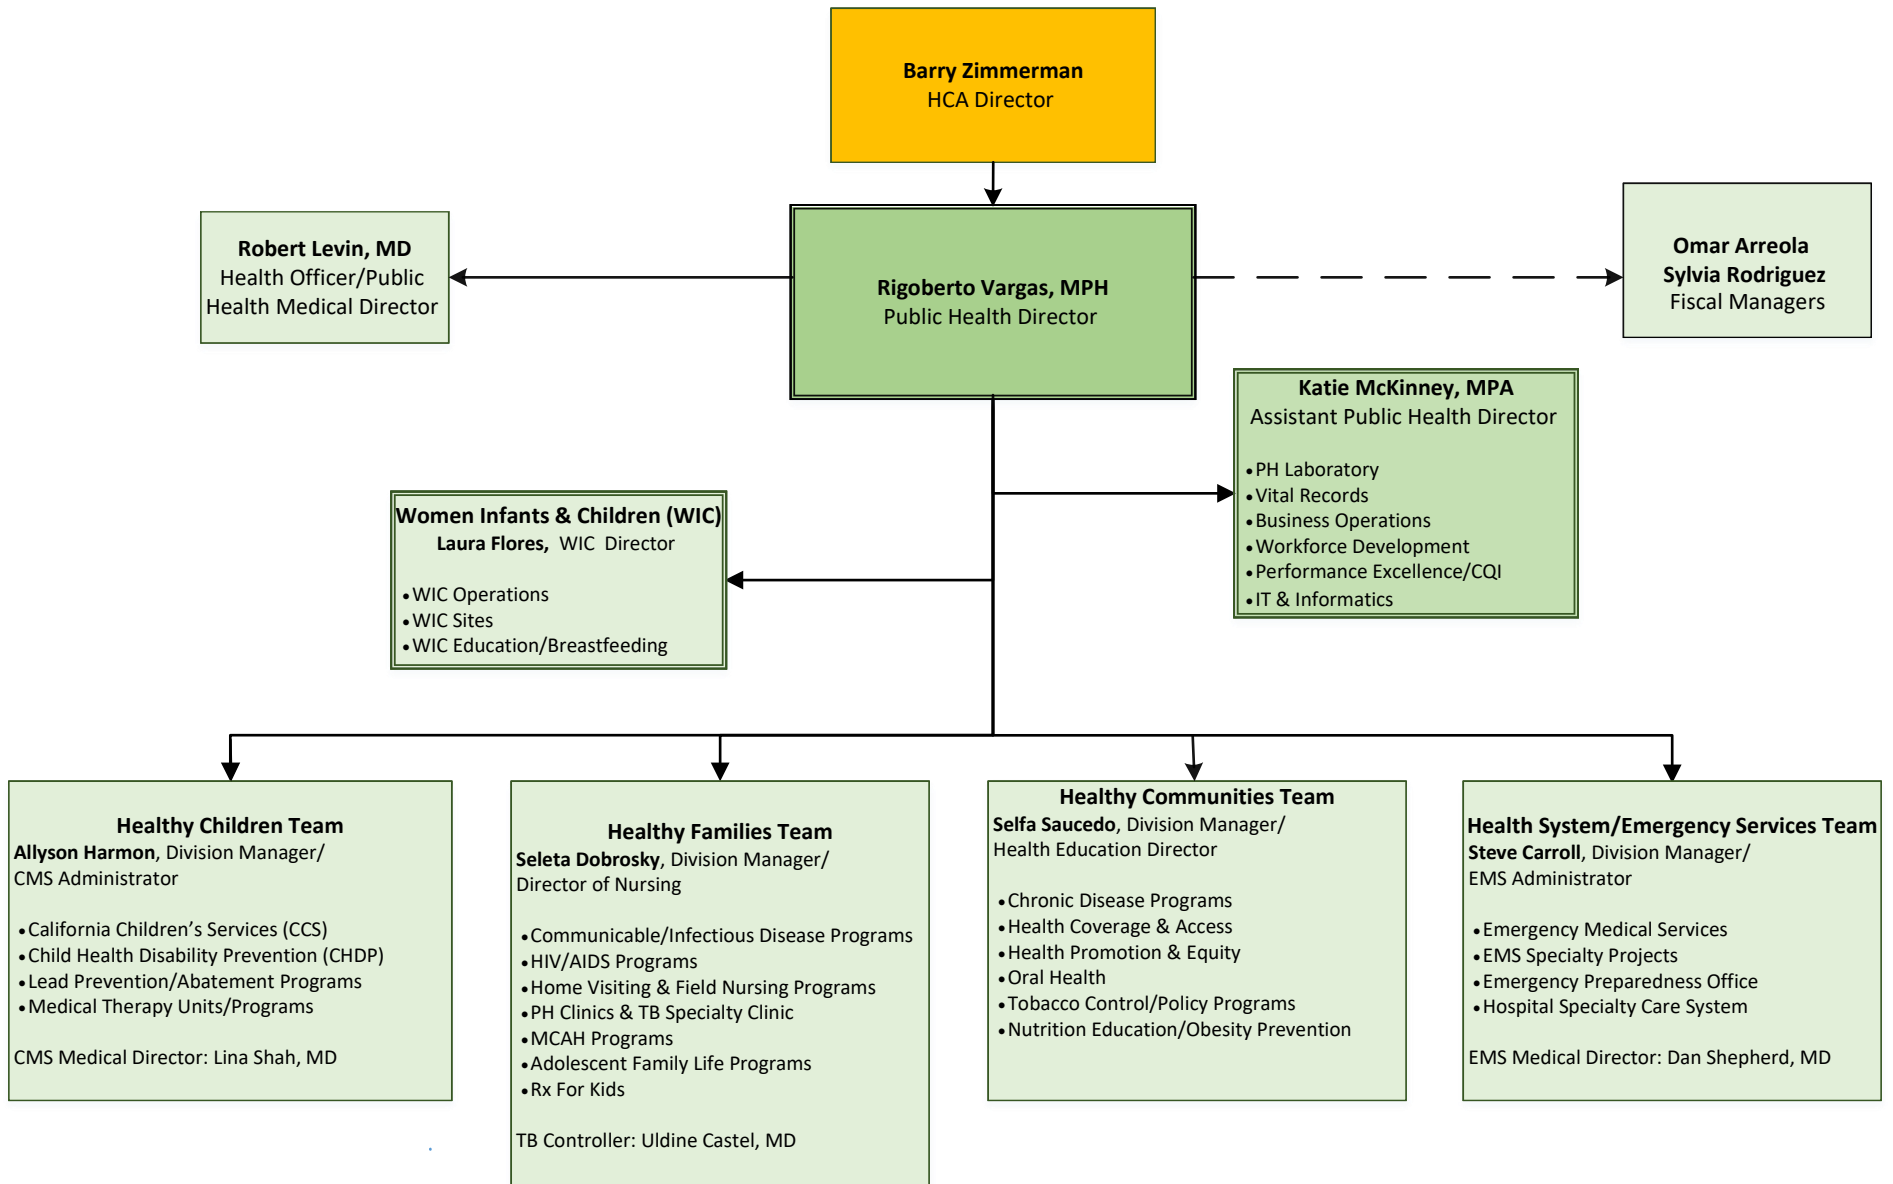 Barry Zimmerman
HCA Director
Robert Levin, MD
Health Officer/Public
Health Medical Director
Rigoberto Vargas, MPH
Public Health Director
Omar Arreola
Sylvia Rodriguez
Fiscal Managers
Katie McKinney, MPA
Assistant Public Health Director
•PH Laboratory
•Vital Records
•Business Operations
•Workforce Development
•Performance Excellence/CQI
•IT & Informatics
Women Infants & Children (WIC)
Laura Flores, WIC Director
•WIC Operations
•WIC Sites
•WIC Education/Breastfeeding
Healthy Children Team
Allyson Harmon, Division Manager/
CMS Administrator
•California Children’s Services (CCS)
•Child Health Disability Prevention (CHDP)
•Lead Prevention/Abatement Programs
•Medical Therapy Units/Programs
CMS Medical Director: Lina Shah, MD
Healthy Families Team
Seleta Dobrosky, Division Manager/
Director of Nursing
•Communicable/Infectious Disease Programs
•HIV/AIDS Programs
•Home Visiting & Field Nursing Programs
•PH Clinics & TB Specialty Clinic
•MCAH Programs
•Adolescent Family Life Programs
•Rx For Kids
TB Controller: Uldine Castel, MD
Healthy Communities Team
Selfa Saucedo, Division Manager/
Health Education Director
•Chronic Disease Programs
•Health Coverage & Access
•Health Promotion & Equity
•Oral Health
•Tobacco Control/Policy Programs
•Nutrition Education/Obesity Prevention
Health System/Emergency Services Team
Steve Carroll, Division Manager/
EMS Administrator
•Emergency Medical Services
•EMS Specialty Projects
•Emergency Preparedness Office
•Hospital Specialty Care System
EMS Medical Director: Dan Shepherd, MD